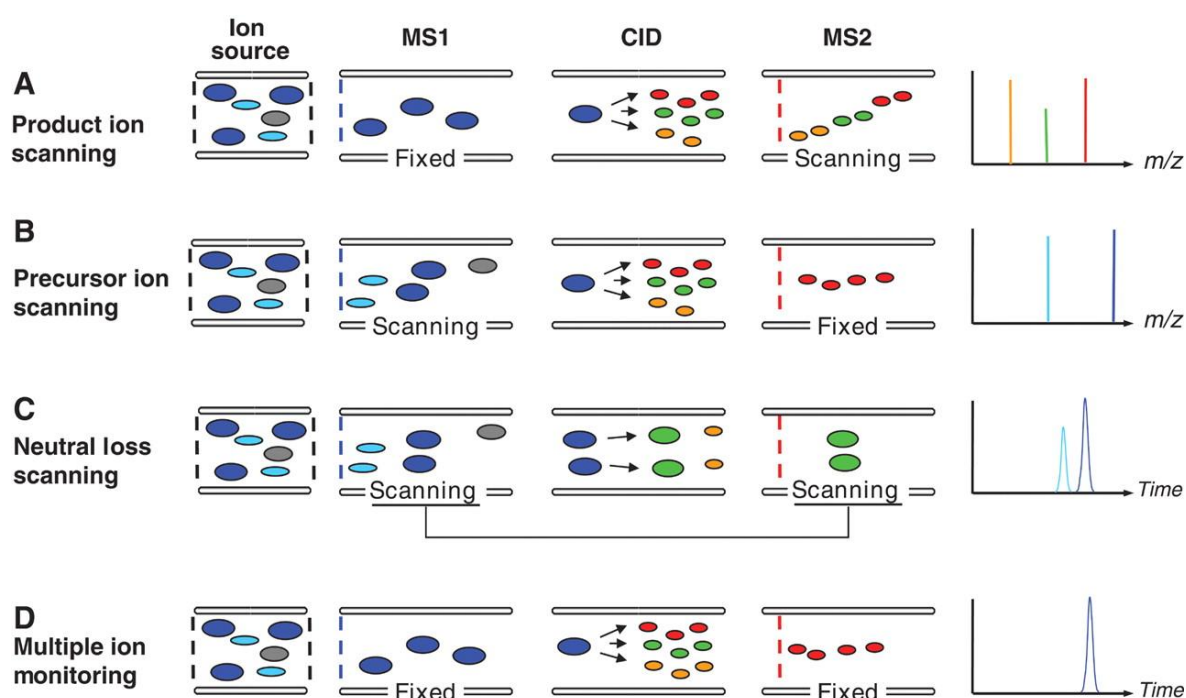 Ion
source
MS1
CID
MS2
A
Product ion
scanning
Fixed
Scanning
m/z
B
Precursor ion
scanning
Scanning
Fixed
m/z
C
Neutral loss
scanning
Scanning
Scanning
Time
D
Multiple ion
monitoring
Fixed
Fixed
Time